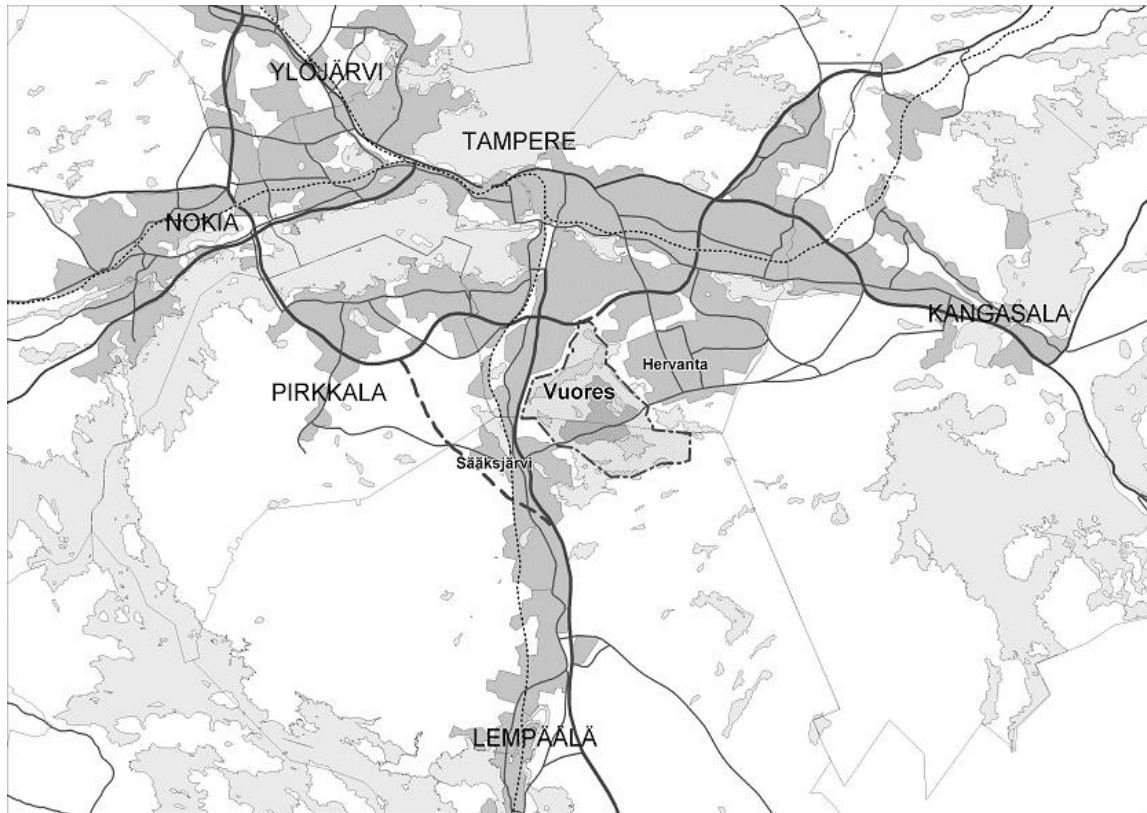 YLÖJÄRVI
TAMPERE
NOKIA
KANGASALA
Hervanta
PIRKKALA
Vuores
Sääksjärvi
LEMPÄÄLÄ